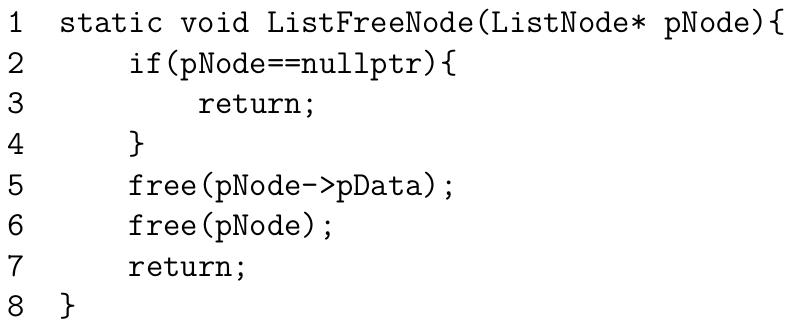 1 static void ListFreeNode(ListNode* pNode){
2     if(pNode==nullptr){
3         return;
4     }
5     free(pNode->pData);
6     free(pNode);
7     return;
8 }